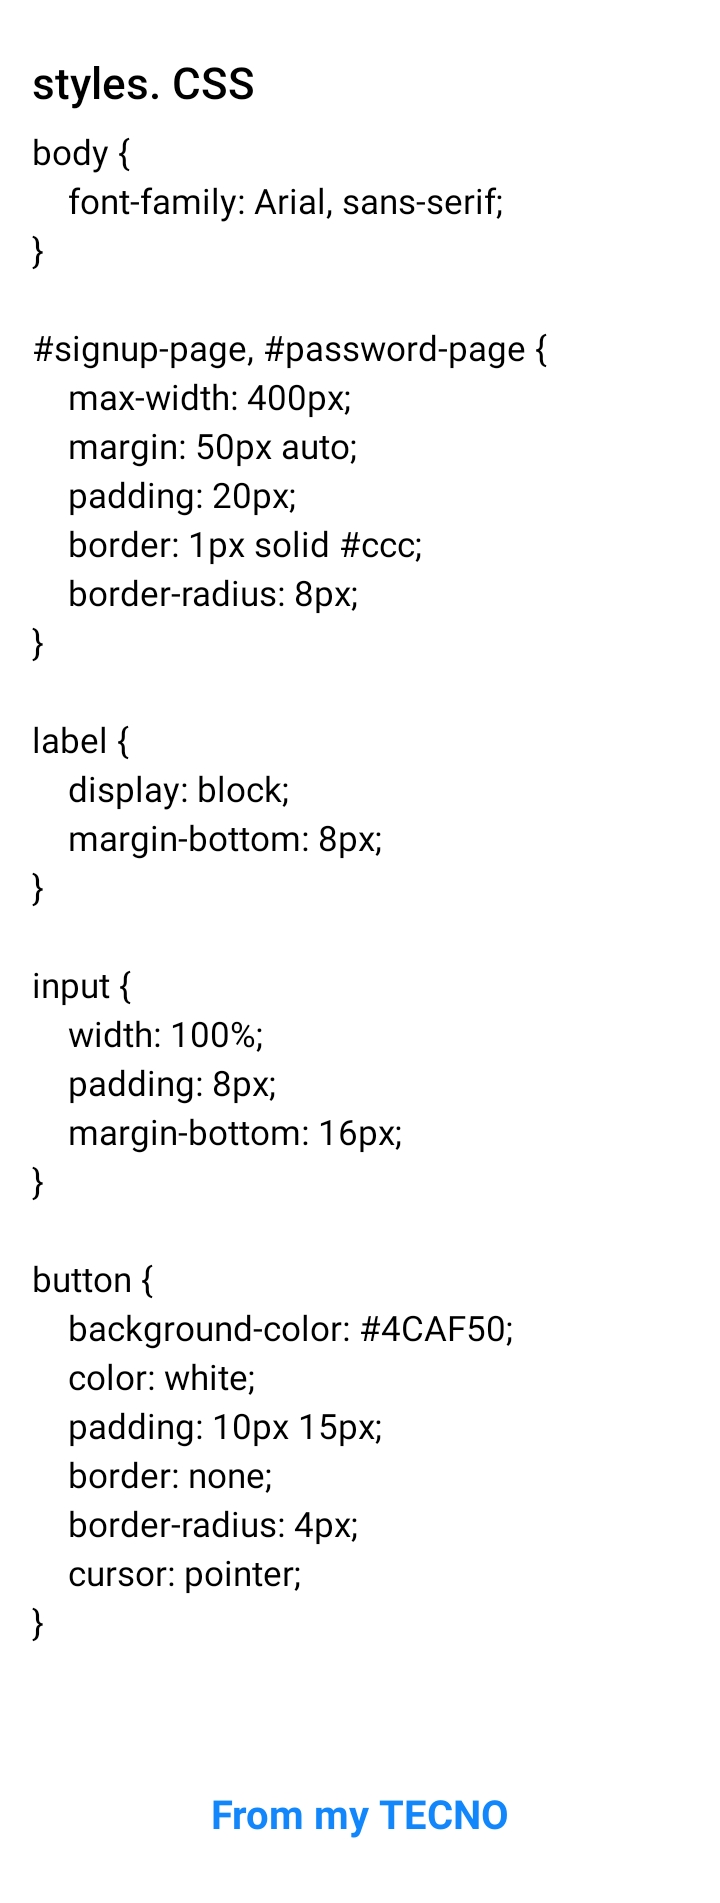 styles. CSS
body {
    font-family: Arial, sans-serif;
}

#signup-page, #password-page {
    max-width: 400px;
    margin: 50px auto;
    padding: 20px;
    border: 1px solid #ccc;
    border-radius: 8px;
}

label {
    display: block;
    margin-bottom: 8px;
}

input {
    width: 100%;
    padding: 8px;
    margin-bottom: 16px;
}

button {
    background-color: #4CAF50;
    color: white;
    padding: 10px 15px;
    border: none;
    border-radius: 4px;
    cursor: pointer;
}

From my TECNO